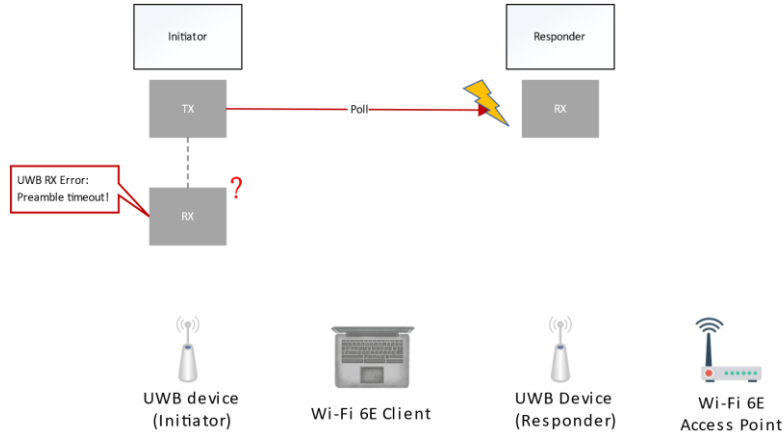 Initiator
Responder
TX
Poll
RX
UWB RX Error:
Preamble timeout!
RX
?
UWB device
(Initiator)
Wi-Fi 6E Client
UWB Device
(Responder)
Wi-Fi 6E
Access Point